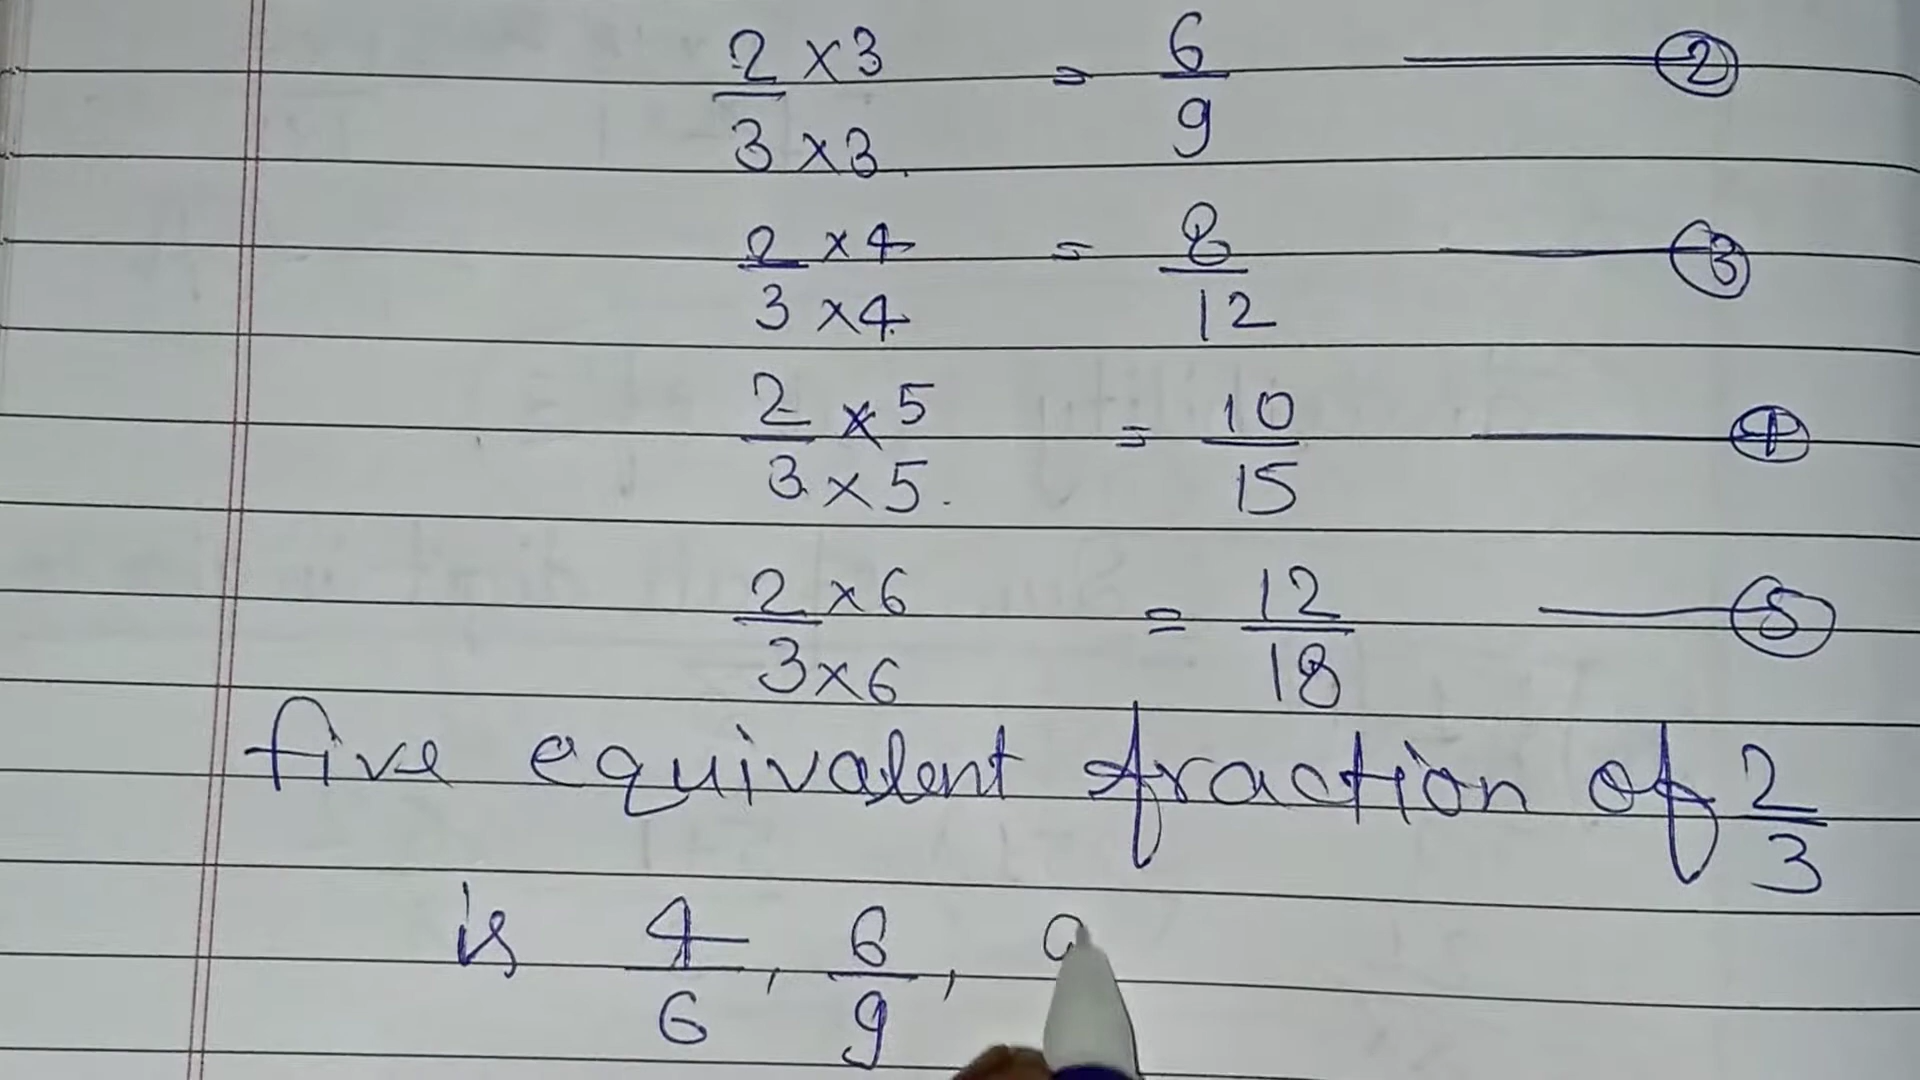 2 × 3 / 3 × 3 = 6/9 —— 2
2 × 4 / 3 × 4 = 8/12 —— 3
2 × 5 / 3 × 5 = 10/15 —— 4
2 × 6 / 3 × 6 = 12/18 —— 5
five equivalent fraction of 2/3
is 4/6, 6/9,